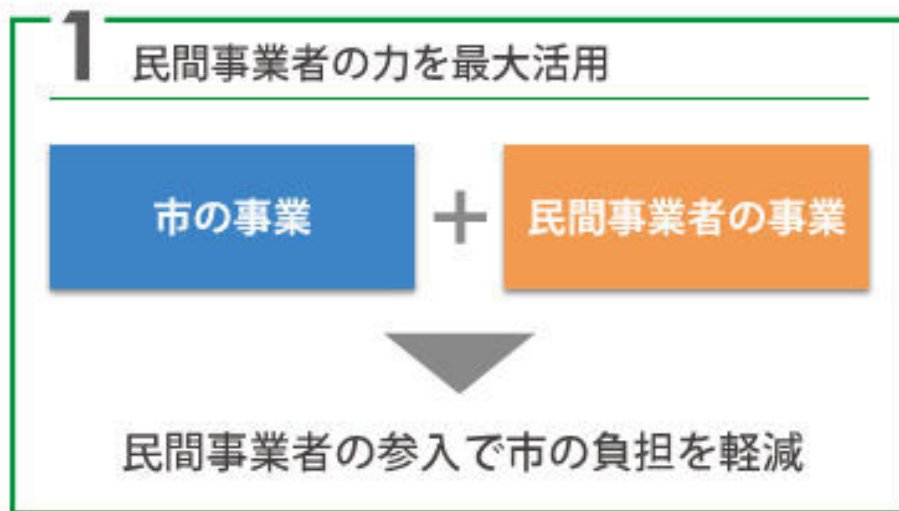 1 民間事業者の力を最大活用
市の事業 + 民間事業者の事業
民間事業者の参入で市の負担を軽減